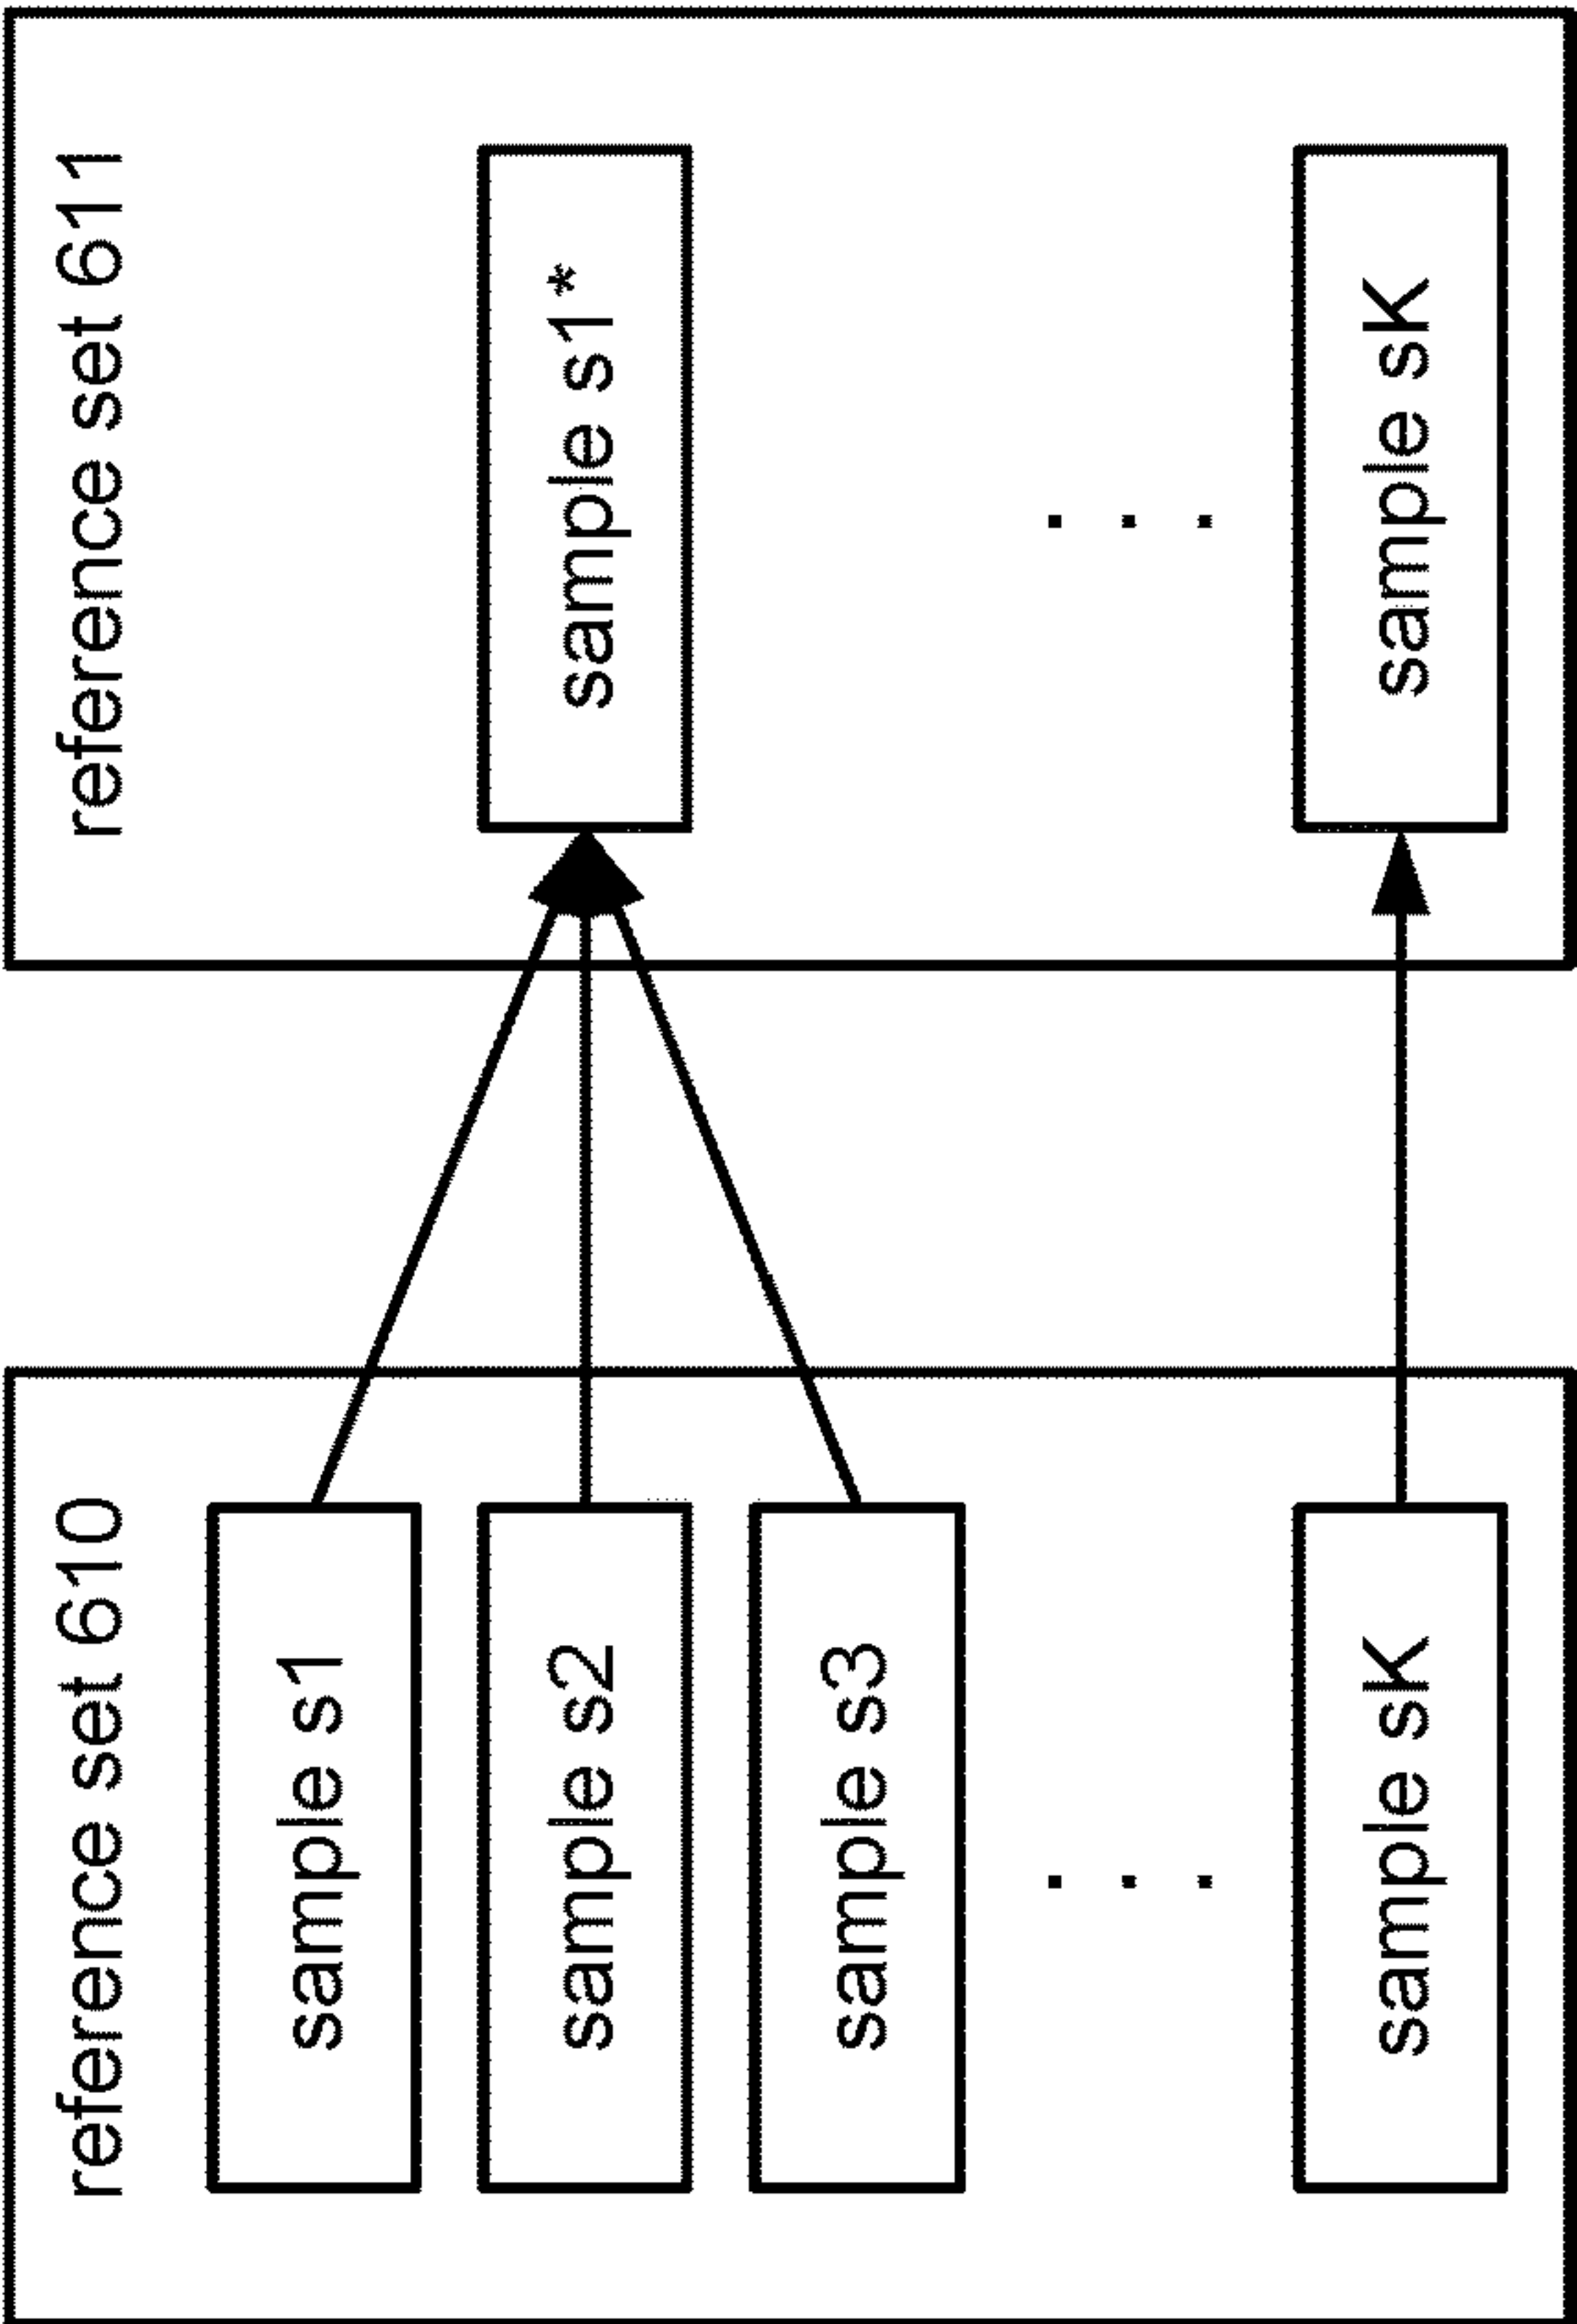 reference set 610
sample s1
sample s2
sample s3
. . .
sample sK
reference set 611
sample s1*
. . .
sample sK